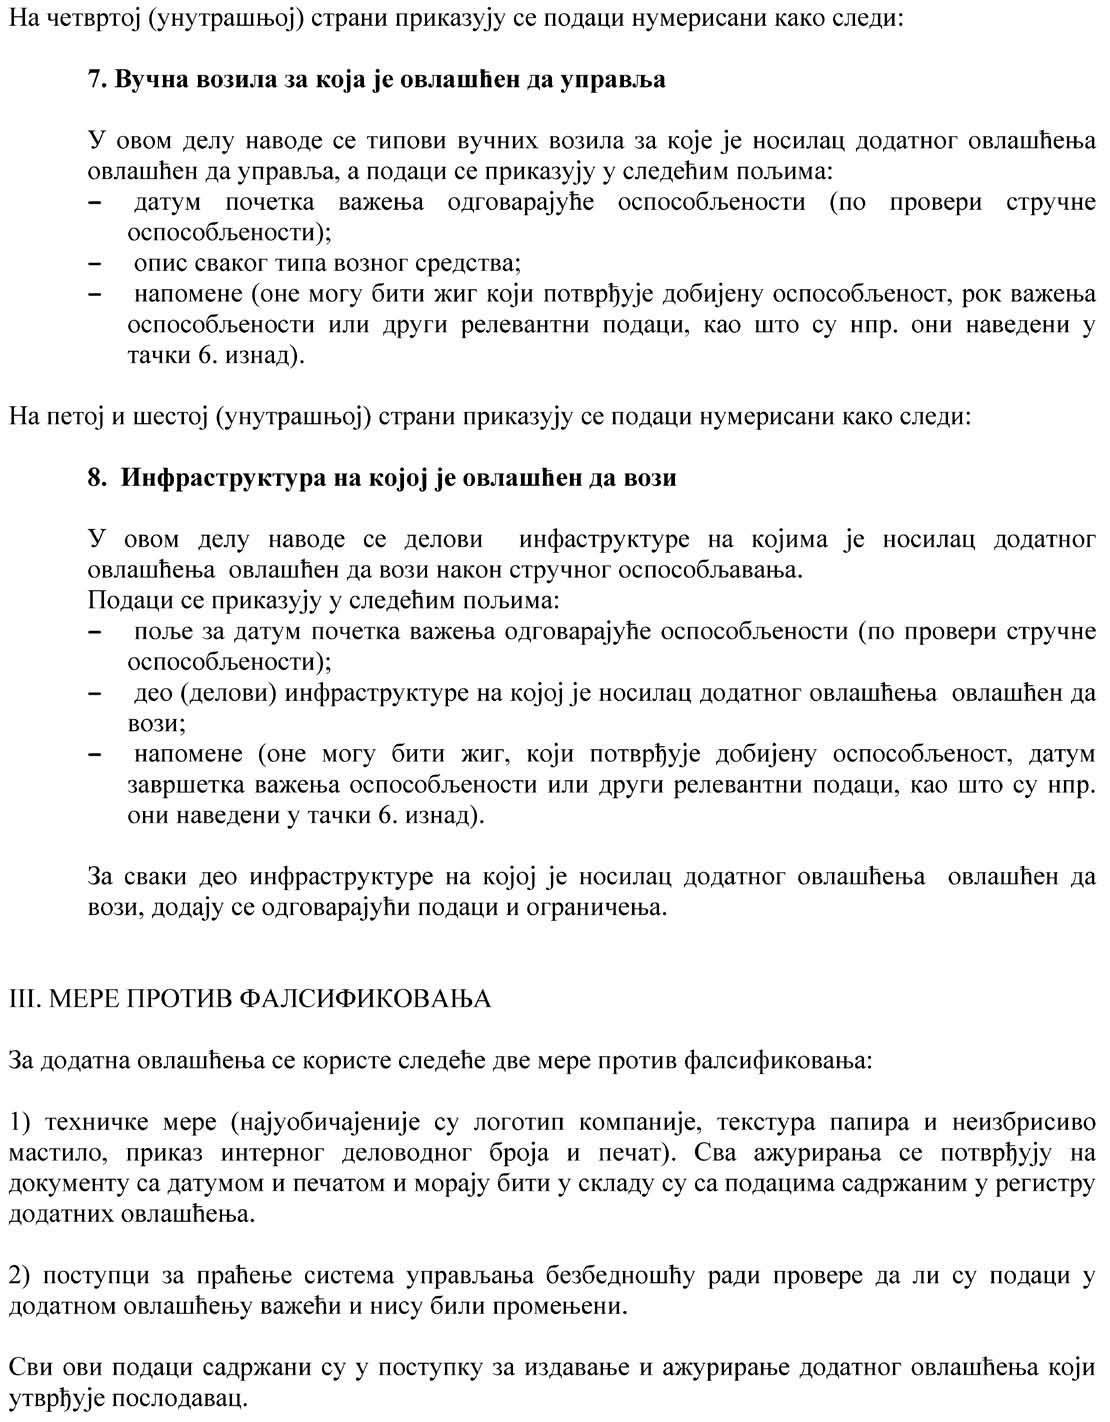 На четвртој (унутрашњој) страни приказују се подаци нумерисани како следи:
7. Вучна возила за која је овлашћен да управља
У овом делу наводе се типови вучних возила за које је носилац додатног овлашћења
овлашћен да управља, а подаци се приказују у следећим пољима:
– датум почетка важења одговарајуће оспособљености (по провери стручне
оспособљености);
– опис сваког типа возног средства;
– напомене (оне могу бити жиг који потврђује добијену оспособљеност, рок важења
оспособљености или други релевантни подаци, као што су нпр. они наведени у
тачки 6. изнад).
На петој и шестој (унутрашњој) страни приказују се подаци нумерисани како следи:
8. Инфраструктура на којој је овлашћен да вози
У овом делу наводе се делови инфаструктуре на којима је носилац додатног
овлашћења овлашћен да вози након стручног оспособљавања.
Подаци се приказују у следећим пољима:
– поље за датум почетка важења одговарајуће оспособљености (по провери стручне
оспособљености);
– део (делови) инфраструктуре на којој је носилац додатног овлашћења овлашћен да
вози;
– напомене (оне могу бити жиг, који потврђује добијену оспособљеност, датум
завршетка важења оспособљености или други релевантни подаци, као што су нпр.
они наведени у тачки 6. изнад).
За сваки део инфраструктуре на којој је носилац додатног овлашћења овлашћен да
вози, додају се одговарајући подаци и ограничења.
III. МЕРЕ ПРОТИВ ФАЛСИФИКОВАЊА
За додатна овлашћења се користе следеће две мере против фалсификовања:
1) техничке мере (најуобичајеније су логотип компаније, текстура папира и неизбрисиво
мастило, приказ интерног деловодног броја и печат). Сва ажурирања се потврђују на
документу са датумом и печатом и морају бити у складу су са подацима садржаним у регистру
додатних овлашћења.
2) поступци за праћење система управљања безбедношћу ради провере да ли су подаци у
додатном овлашћењу важећи и нису били промењени.
Сви ови подаци садржани су у поступку за издавање и ажурирање додатног овлашћења који
утврђује послодавац.